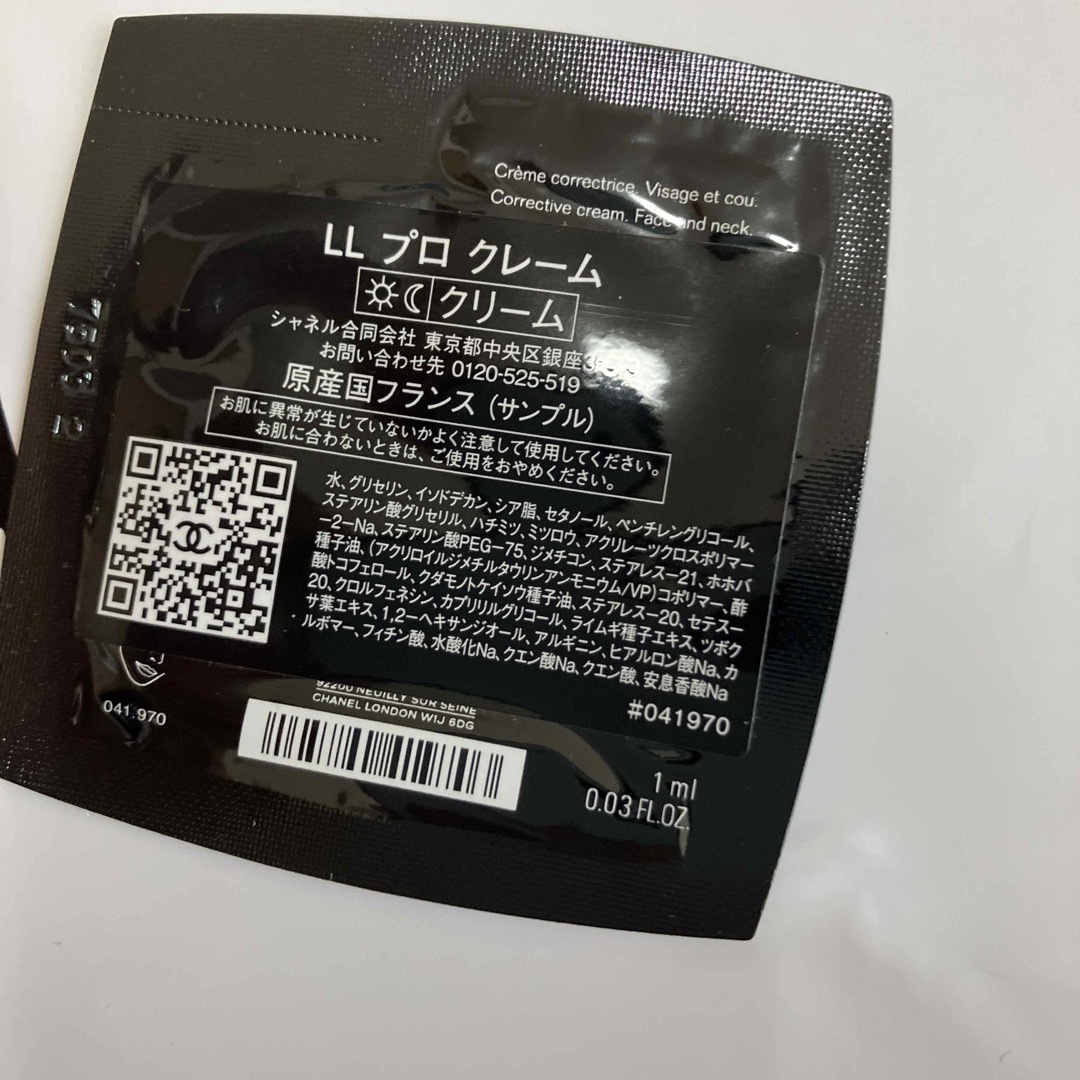 Crème correctrice. Visage et cou.
Corrective cream. Face and neck.
LL プロ クレーム
クリーム
シャネル合同会社 東京都中央区銀座
お問い合わせ先 0120-525-519
原産国フランス (サンプル)
お肌に異常が生じていないかよく注意して使用してください。
お肌に合わないときは、ご使用をおやめください。
水、グリセリン、イソドデカン、シア脂、セタノール、ペンチレングリコール、
ステアリン酸グリセリル、ハチミツ、ミツロウ、アクリレーツクロスポリマー
ー2ーNa、ステアリン酸PEGー75、ジメチコン、ステアレスー21、ホホバ
種子油、(アクリロイルジメチルタウリンアンモニウム/VP)コポリマー、酢
酸トコフェロール、クダモノトケイソウ種子油、ステアレスー20、セテスー
20、クロルフェネシン、カプリリルグリコール、ライムギ種子エキス、ツボク
サ葉エキス、1,2ーヘキサンジオール、アルギニン、ヒアルロン酸Na、カ
ルボマー、フィチン酸、水酸化Na、クエン酸Na、クエン酸、安息香酸Na
#041970
041.970
92200 NEUILLY SUR SEINE
CHANEL LONDON W1J 6DG
1 ml
0.03 FL.OZ.